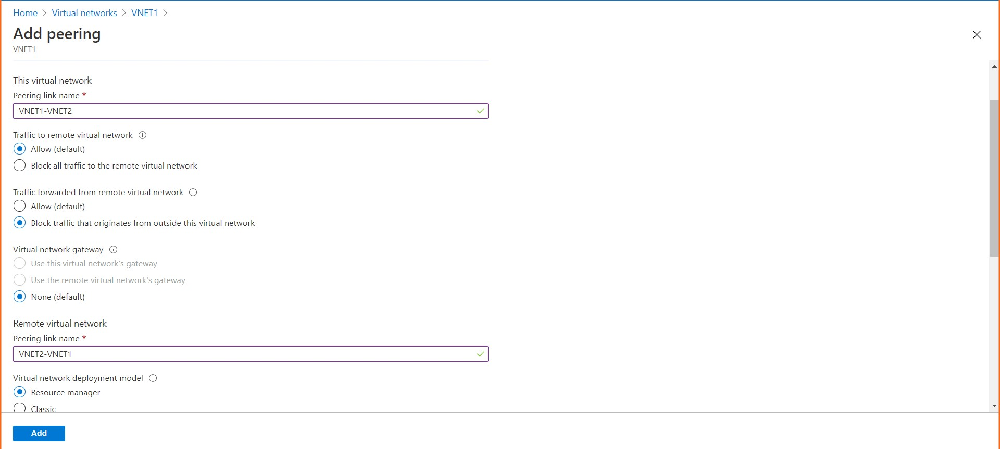 Home > Virtual networks > VNET1 >
Add peering
VNET1
This virtual network
Peering link name *
VNET1-VNET2
Traffic to remote virtual network
Allow (default)
Block all traffic to the remote virtual network
Traffic forwarded from remote virtual network
Allow (default)
Block traffic that originates from outside this virtual network
Virtual network gateway
Use this virtual network's gateway
Use the remote virtual network's gateway
None (default)
Remote virtual network
Peering link name *
VNET2-VNET1
Virtual network deployment model
Resource manager
Classic
Add